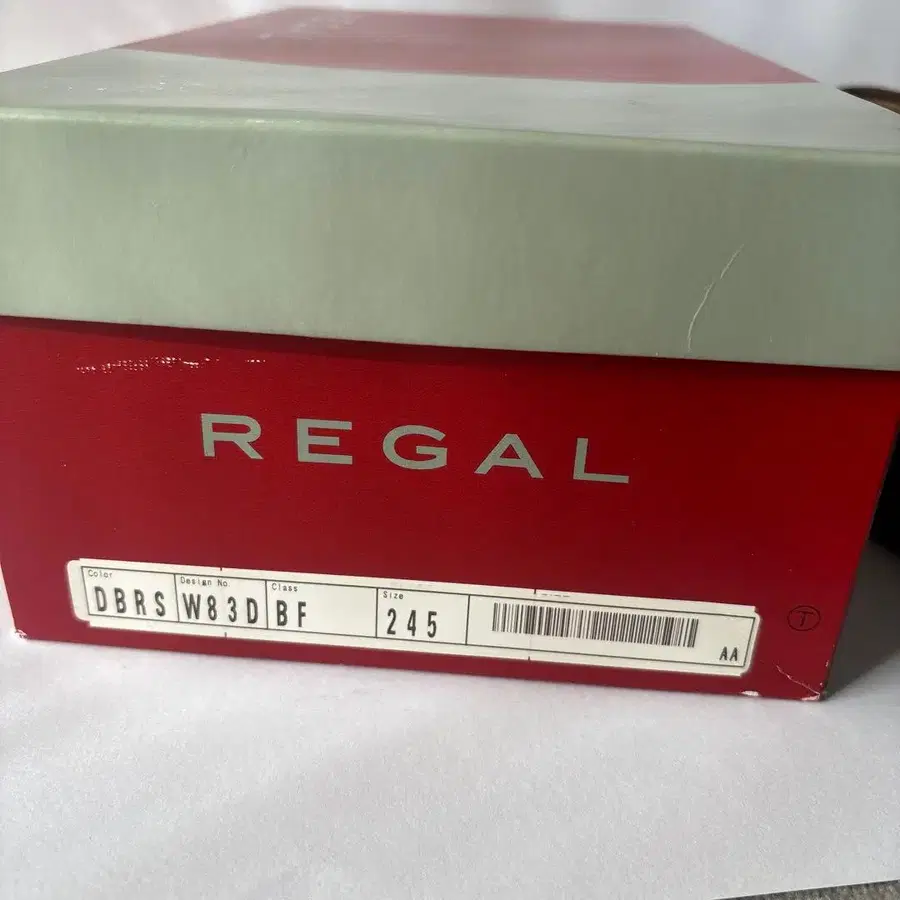 REGAL
Color Design No. Class Size
DBRS W83D BF 245
AA
T